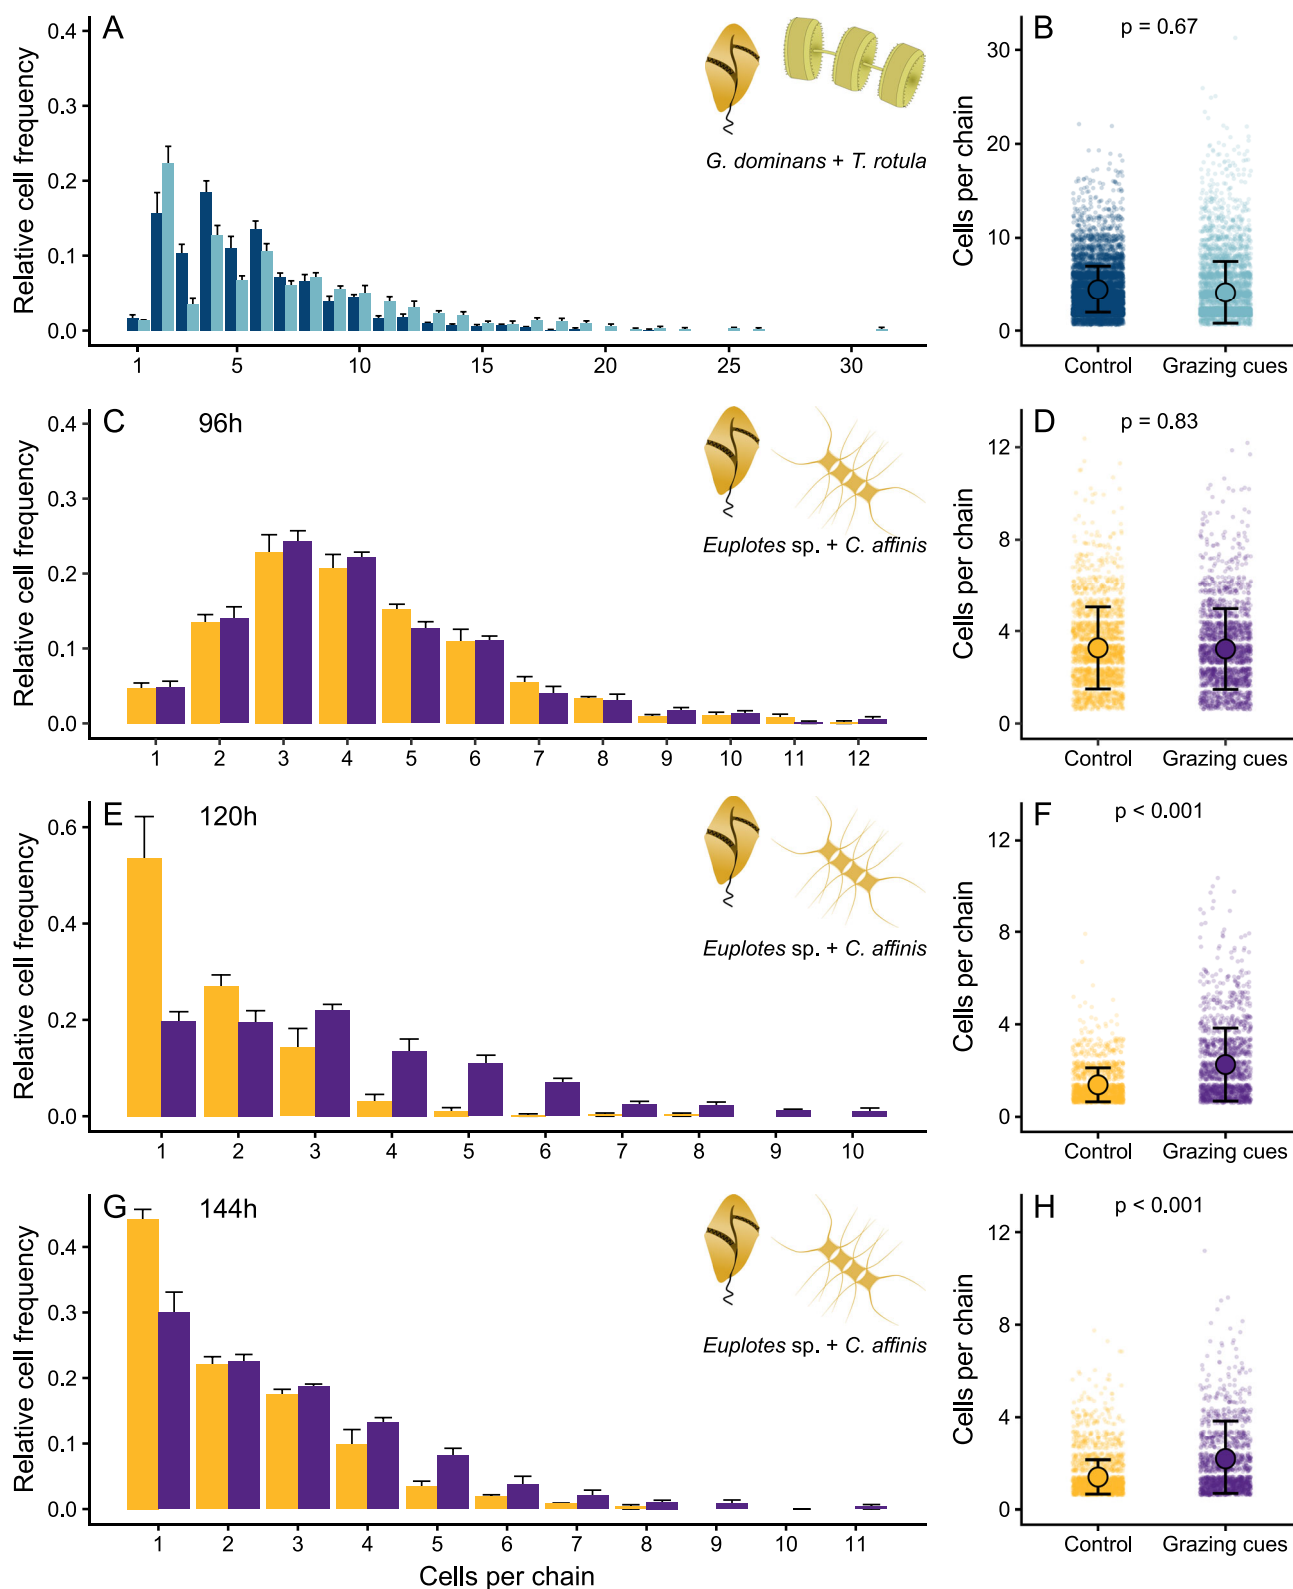 A
Relative cell frequency
0.4
0.3
0.2
0.1
0.0
1 5 10 15 20 25 30
G. dominans + T. rotula
B
p = 0.67
Cells per chain
30
20
10
0
Control Grazing cues
C
96h
Relative cell frequency
0.4
0.3
0.2
0.1
0.0
1 2 3 4 5 6 7 8 9 10 11 12
Euplotes sp. + C. affinis
D
p = 0.83
Cells per chain
12
8
4
0
Control Grazing cues
E
120h
Relative cell frequency
0.6
0.4
0.2
0.0
1 2 3 4 5 6 7 8 9 10
Euplotes sp. + C. affinis
F
p < 0.001
Cells per chain
12
8
4
0
Control Grazing cues
G
144h
Relative cell frequency
0.4
0.3
0.2
0.1
0.0
1 2 3 4 5 6 7 8 9 10 11
Cells per chain
Euplotes sp. + C. affinis
H
p < 0.001
Cells per chain
12
8
4
0
Control Grazing cues